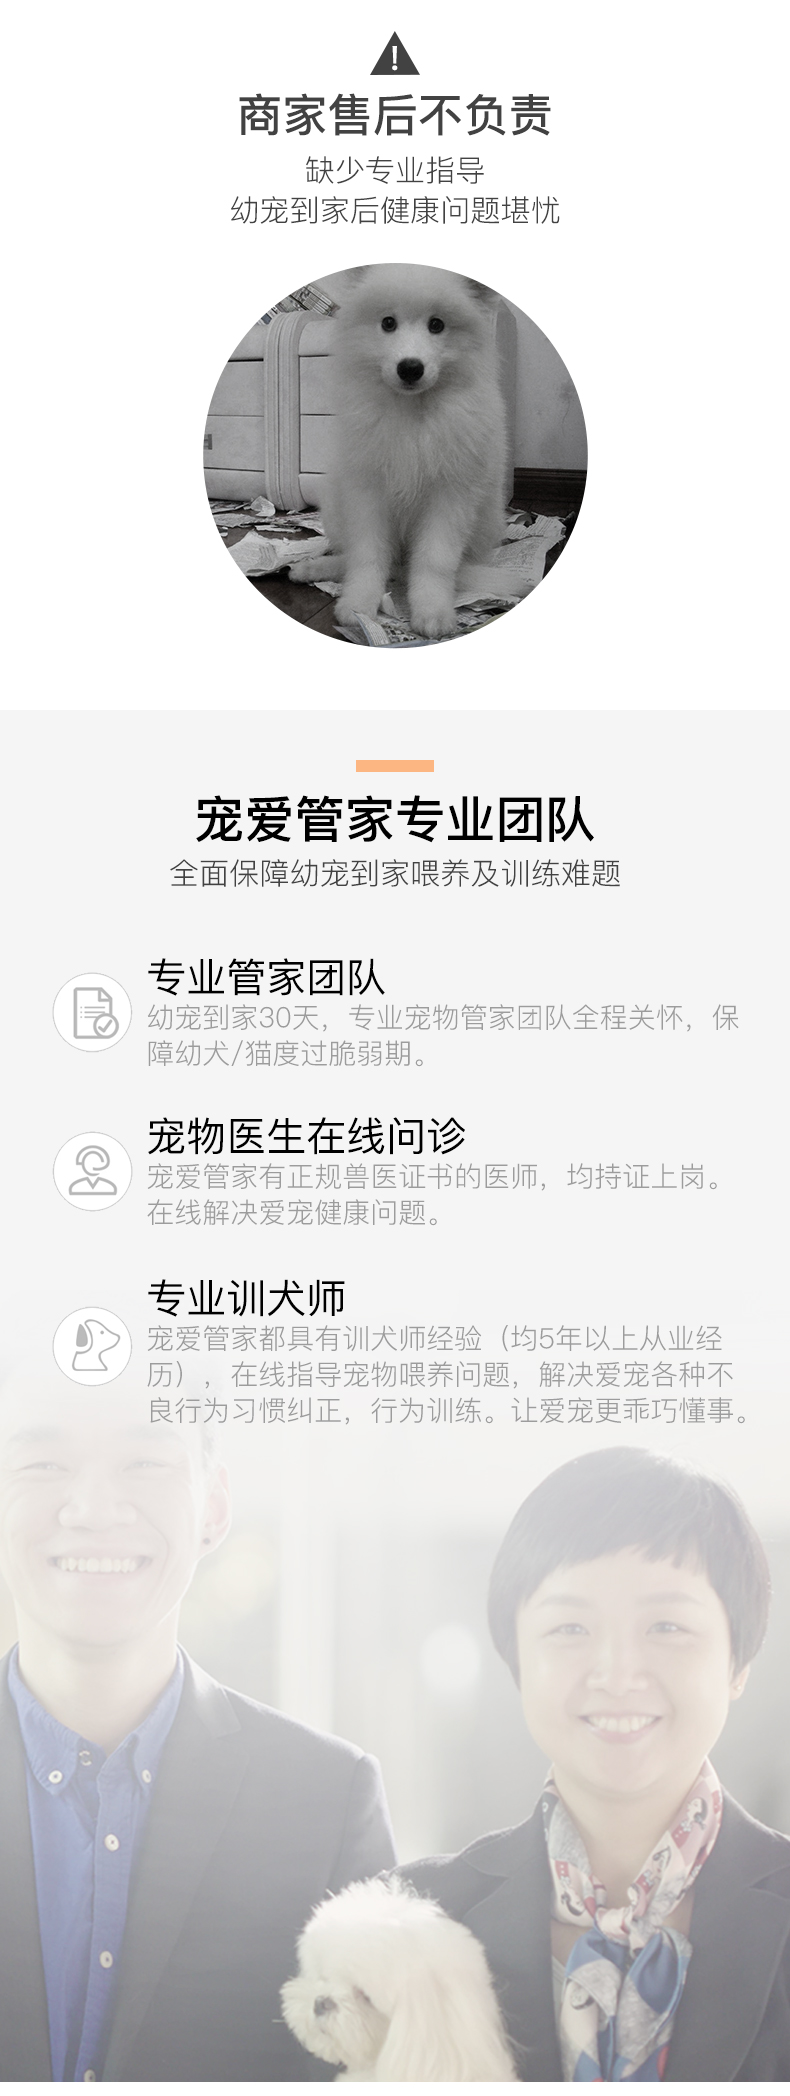 商家售后不负责
缺少专业指导
幼宠到家后健康问题堪忧
宠爱管家专业团队
全面保障幼宠到家喂养及训练难题
专业管家团队
幼宠到家30天，专业宠物管家团队全程关怀，保
障幼犬/猫度过脆弱期。
宠物医生在线问诊
宠爱管家有正规兽医证书的医师，均持证上岗。
在线解决爱宠健康问题。
专业训犬师
宠爱管家都具有训犬师经验（均5年以上从业经
历），在线指导宠物喂养问题，解决爱宠各种不
良行为习惯纠正，行为训练。让爱宠更乖巧懂事。